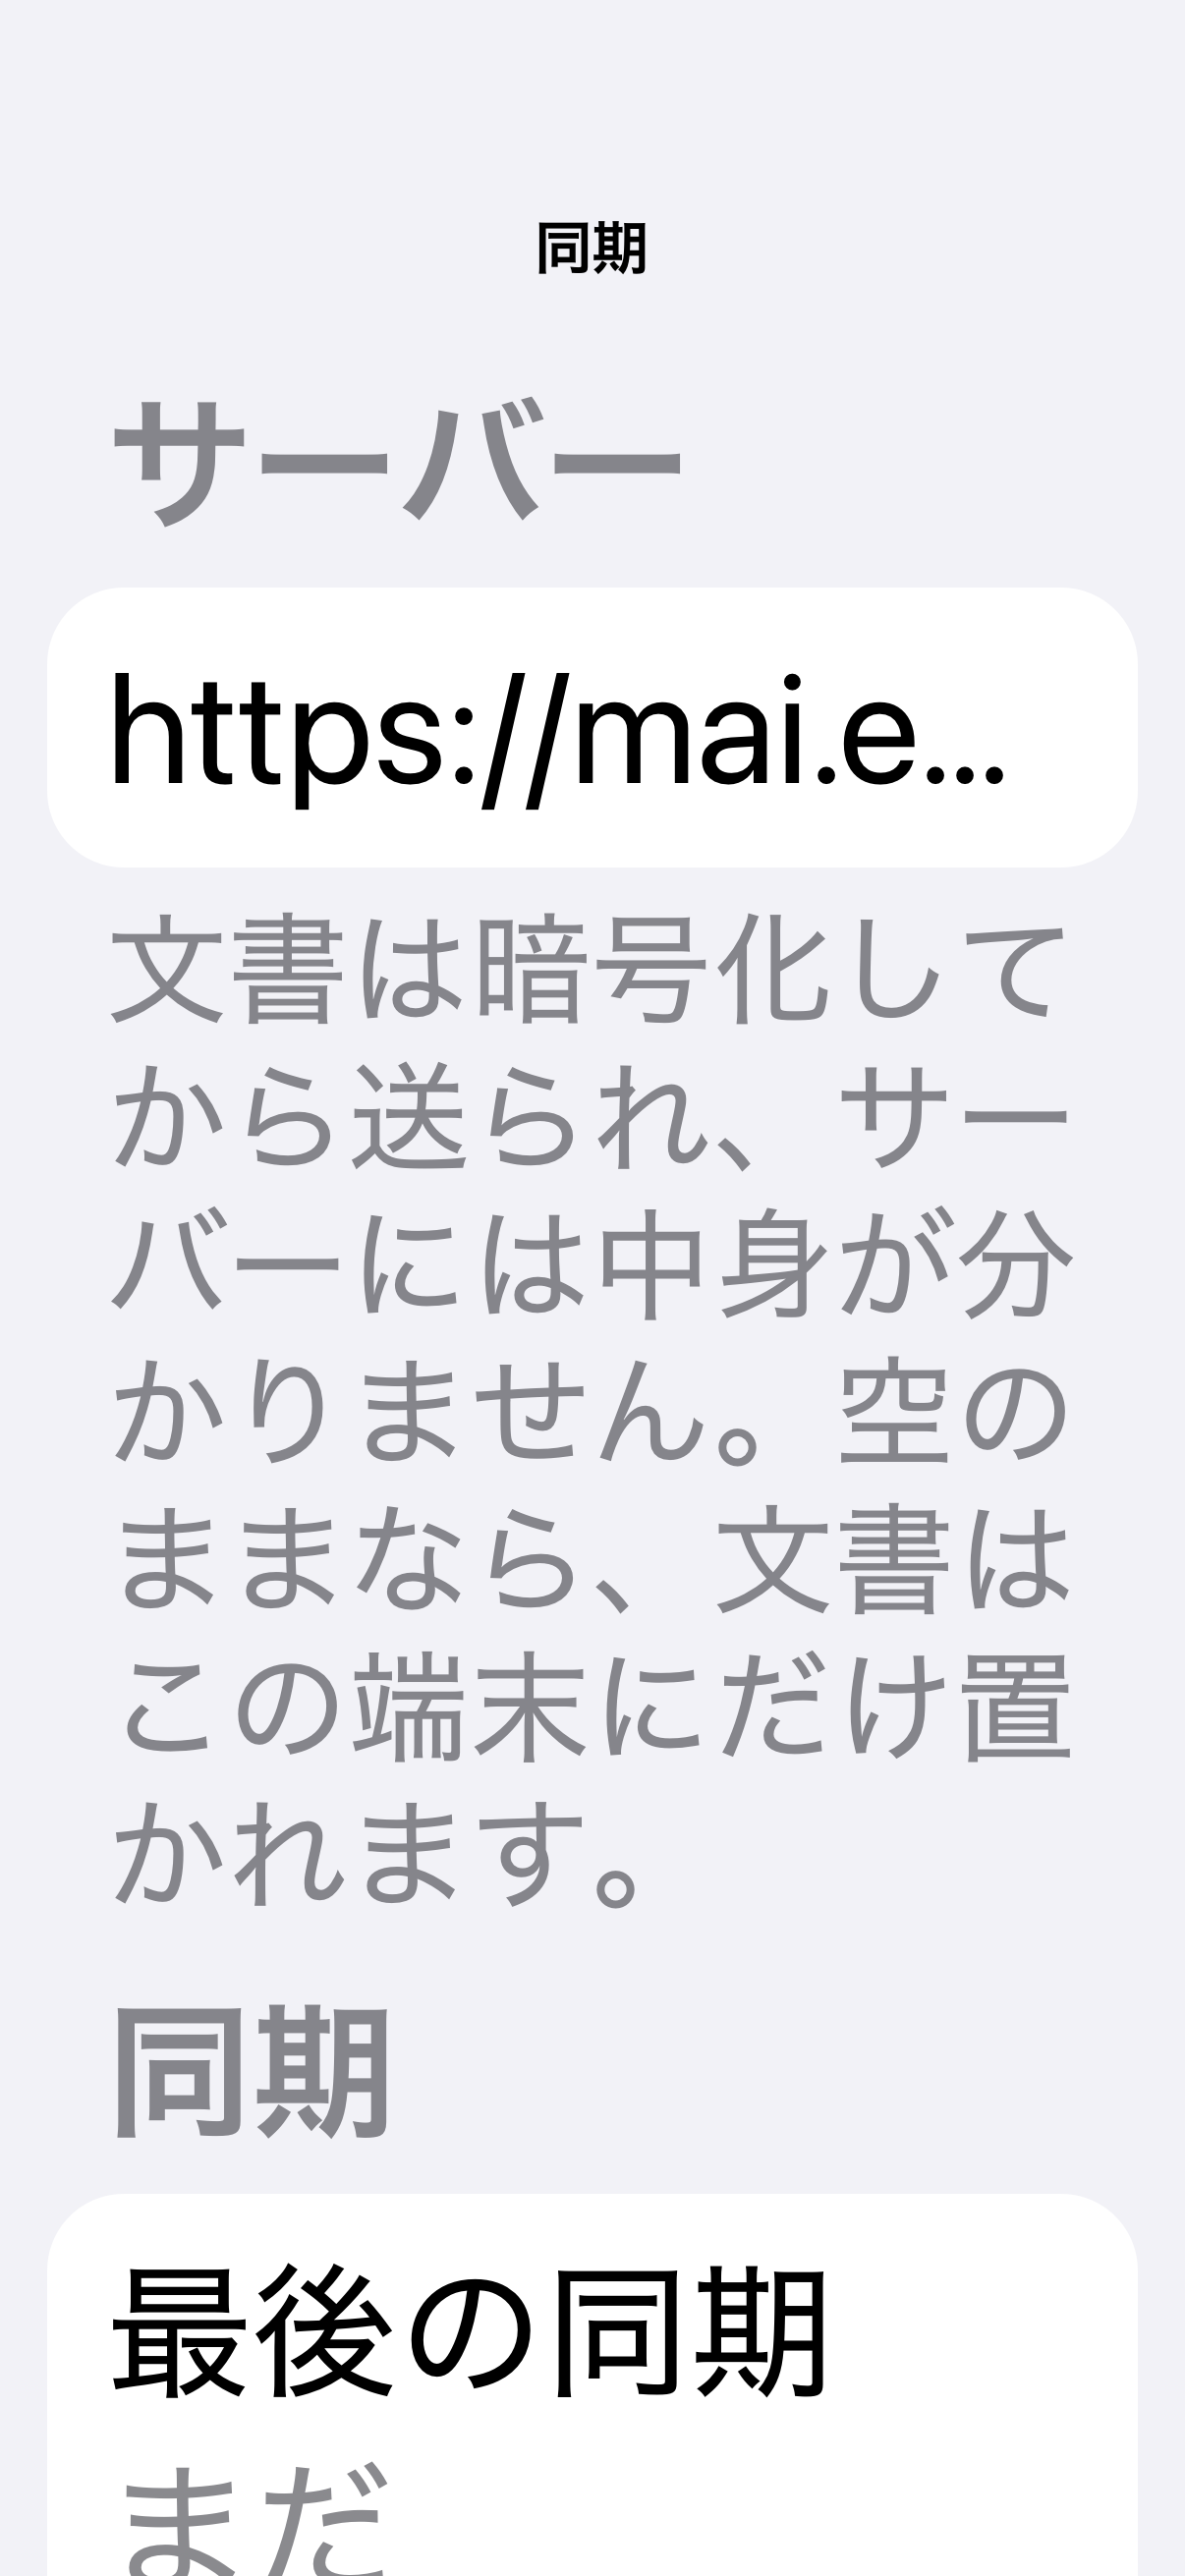 同期
サーバー
https://mai.e...
文書は暗号化して
から送られ、サー
バーには中身が分
かりません。空の
ままなら、文書は
この端末にだけ置
かれます。
同期
最後の同期
まだ